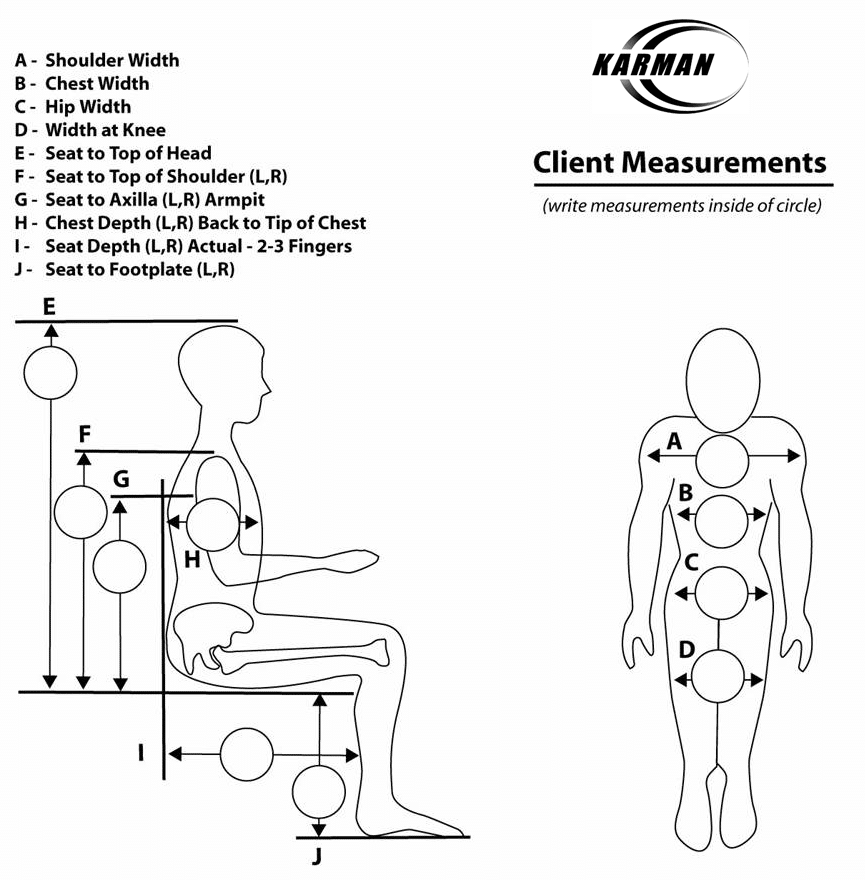 A - Shoulder Width
B - Chest Width
C - Hip Width
D - Width at Knee
E - Seat to Top of Head
F - Seat to Top of Shoulder (L,R)
G - Seat to Axilla (L,R) Armpit
H - Chest Depth (L,R) Back to Tip of Chest
I - Seat Depth (L,R) Actual - 2-3 Fingers
J - Seat to Footplate (L,R)
KARMAN
Client Measurements
(write measurements inside of circle)
E
F
G
H
I
J
A
B
C
D